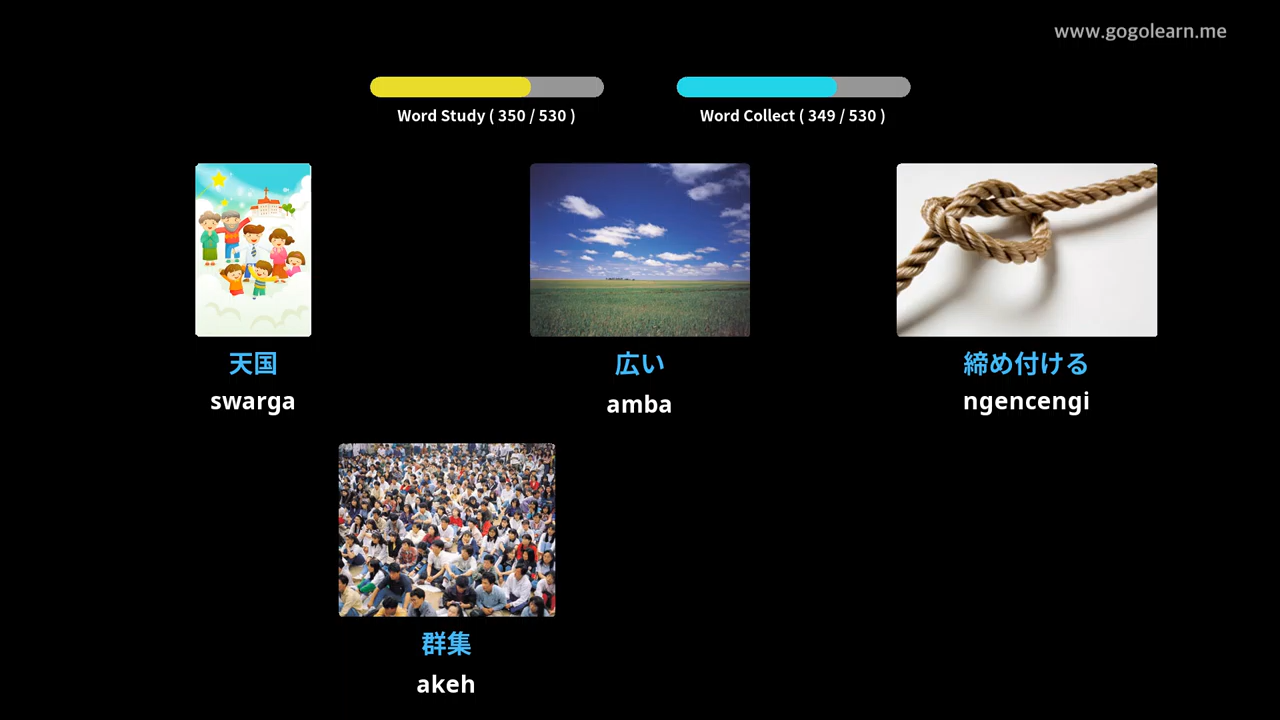 www.gogolearn.me
Word Study ( 350 / 530 )
Word Collect ( 349 / 530 )
天国
swarga
広い
amba
締め付ける
ngencengi
群集
akeh